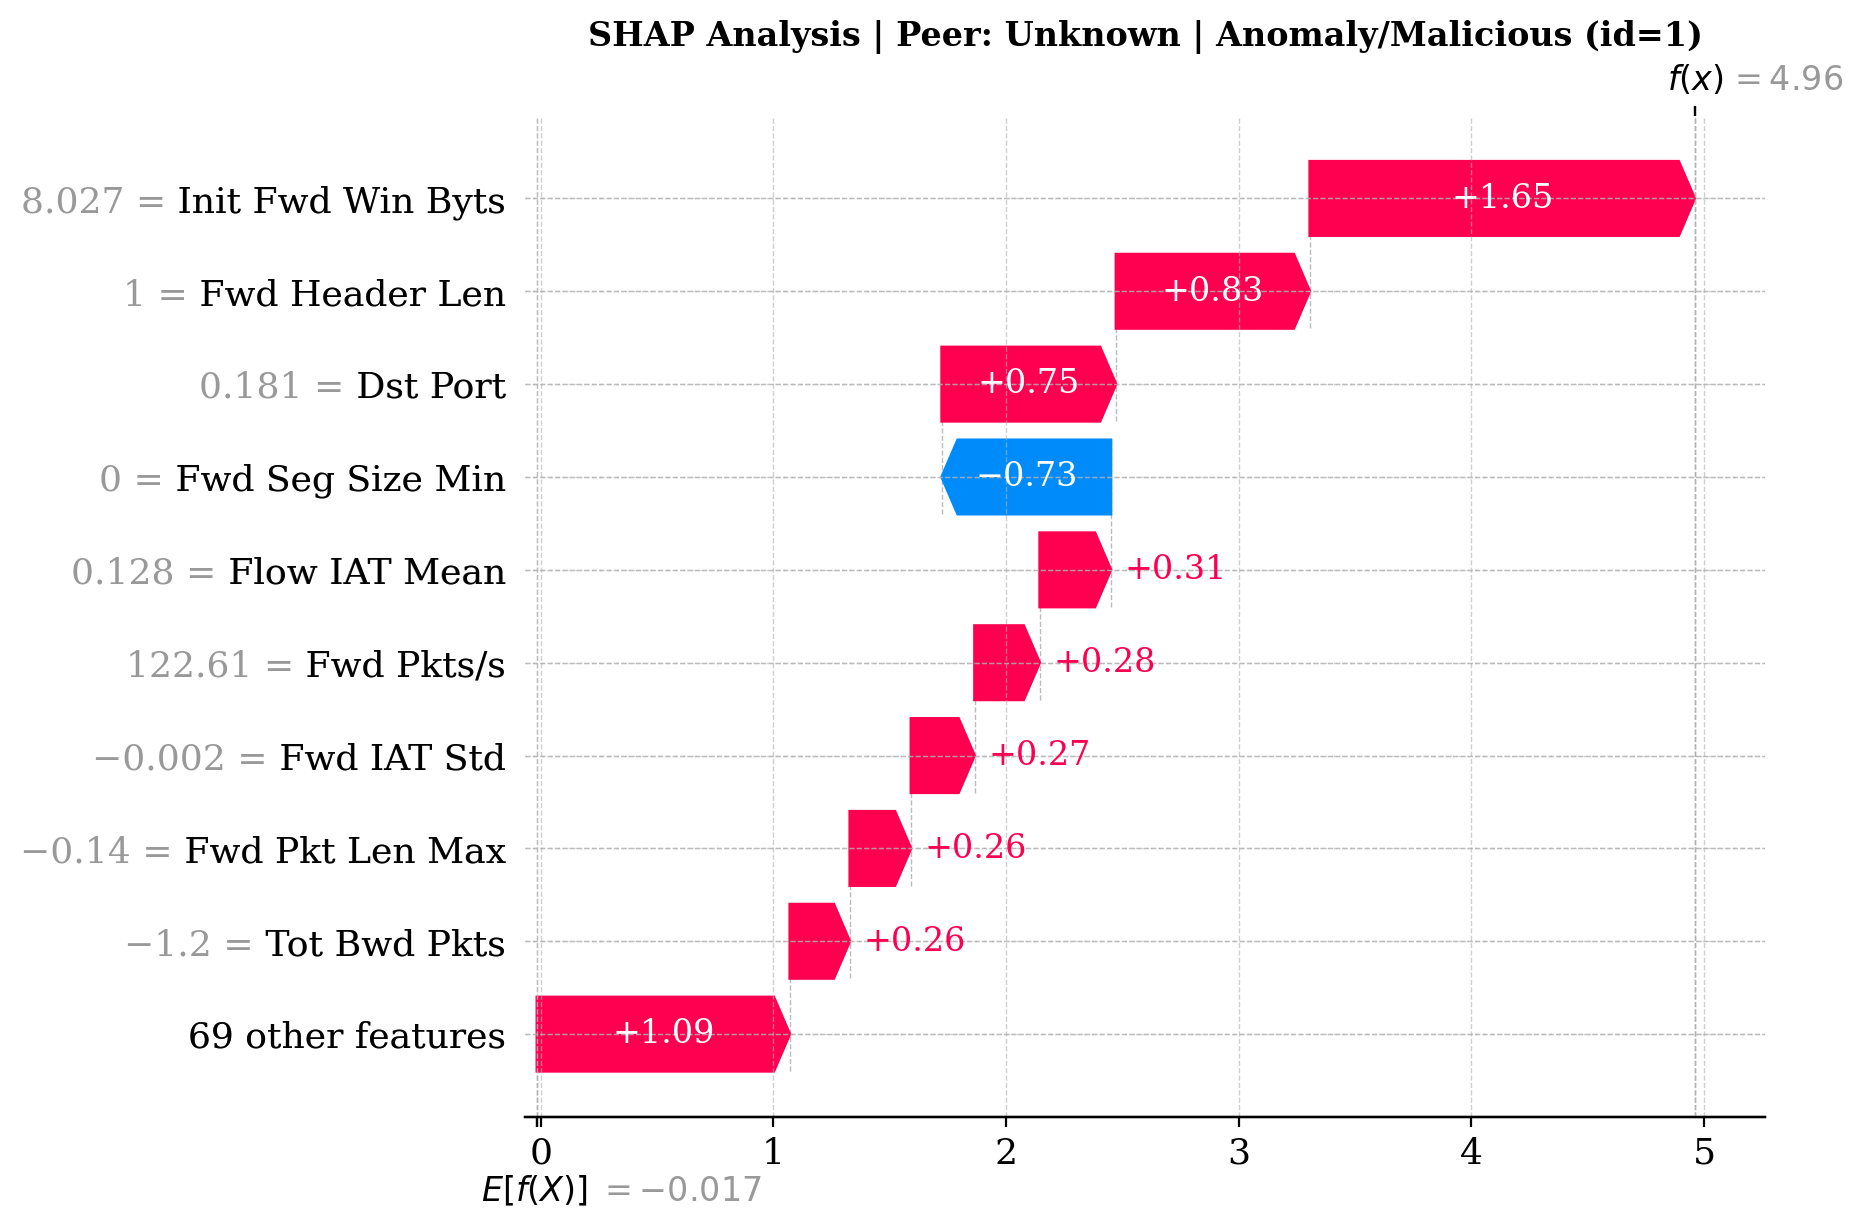 SHAP Analysis | Peer: Unknown | Anomaly/Malicious (id=1)
f(x) = 4.96
8.027 = Init Fwd Win Byts
+1.65
1 = Fwd Header Len
+0.83
0.181 = Dst Port
+0.75
0 = Fwd Seg Size Min
−0.73
0.128 = Flow IAT Mean
+0.31
122.61 = Fwd Pkts/s
+0.28
−0.002 = Fwd IAT Std
+0.27
−0.14 = Fwd Pkt Len Max
+0.26
−1.2 = Tot Bwd Pkts
+0.26
69 other features
+1.09
0 1 2 3 4 5
E[f(X)] = −0.017